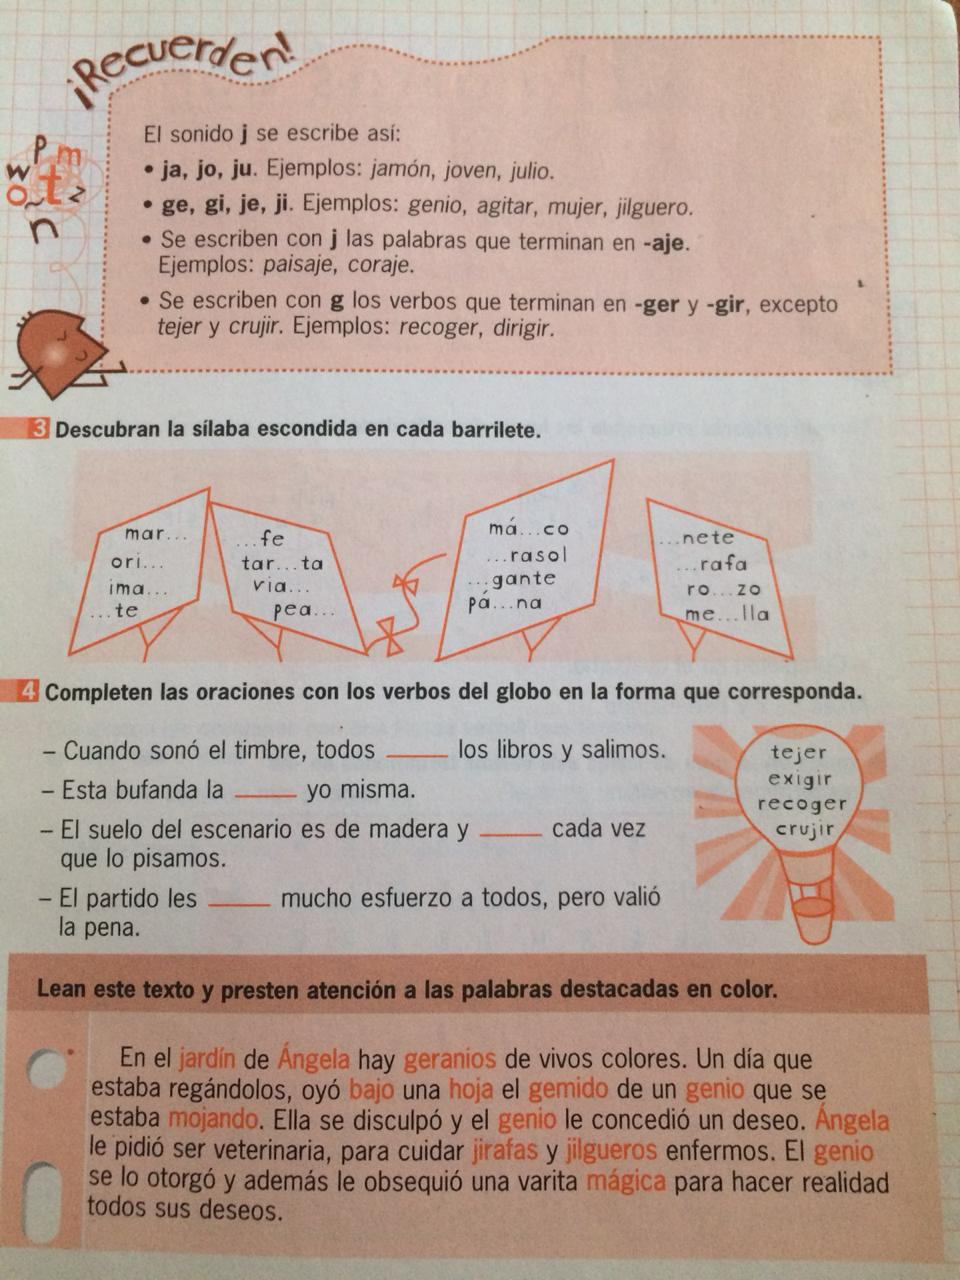 ¡Recuerden!
P m
w t z
o ~
n
El sonido j se escribe así:
• ja, jo, ju. Ejemplos: jamón, joven, julio.
• ge, gi, je, ji. Ejemplos: genio, agitar, mujer, jilguero.
• Se escriben con j las palabras que terminan en -aje.
Ejemplos: paisaje, coraje.
• Se escriben con g los verbos que terminan en -ger y -gir, excepto
tejer y crujir. Ejemplos: recoger, dirigir.
3 Descubran la sílaba escondida en cada barrilete.
mar...
ori...
ima...
...te
...fe
tar...ta
via...
pea...
má...co
...rasol
...gante
pá...na
...nete
...rafa
ro...zo
me...lla
4 Completen las oraciones con los verbos del globo en la forma que corresponda.
– Cuando sonó el timbre, todos _____ los libros y salimos.
– Esta bufanda la _____ yo misma.
– El suelo del escenario es de madera y _____ cada vez
que lo pisamos.
– El partido les _____ mucho esfuerzo a todos, pero valió
la pena.
tejer
exigir
recoger
crujir
Lean este texto y presten atención a las palabras destacadas en color.
En el jardín de Ángela hay geranios de vivos colores. Un día que
estaba regándolos, oyó bajo una hoja el gemido de un genio que se
estaba mojando. Ella se disculpó y el genio le concedió un deseo. Ángela
le pidió ser veterinaria, para cuidar jirafas y jilgueros enfermos. El genio
se lo otorgó y además le obsequió una varita mágica para hacer realidad
todos sus deseos.